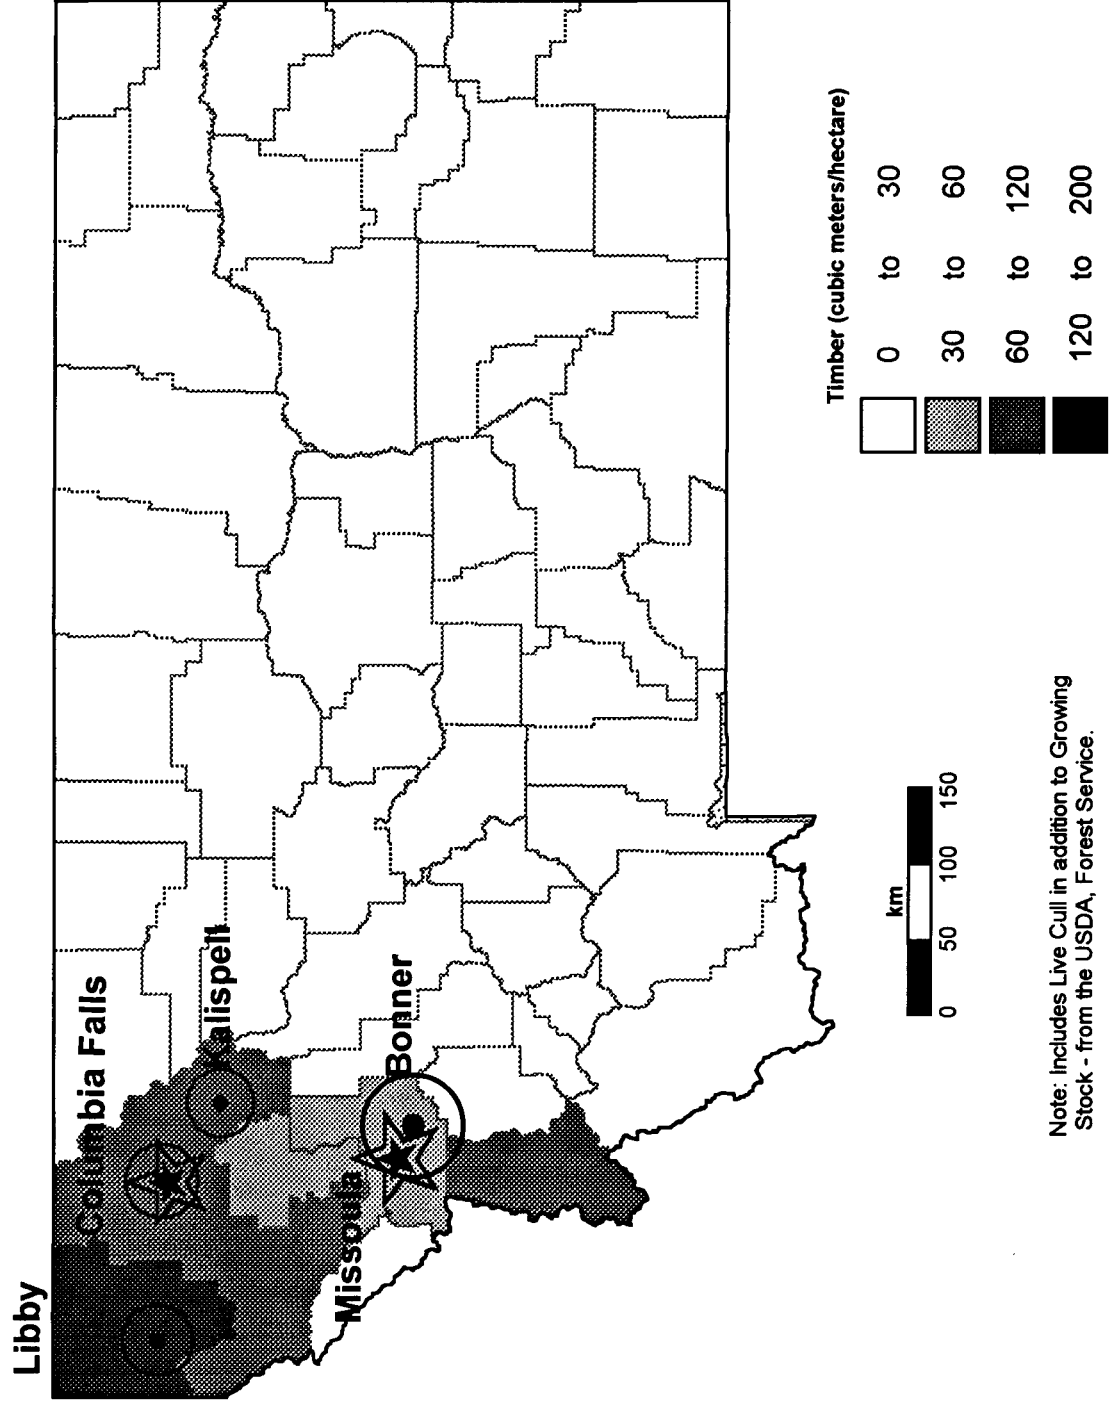 Libby
Columbia Falls
Kalispell
Missoula
Bonner
km
0 50 100 150
Timber (cubic meters/hectare)
0 to 30
30 to 60
60 to 120
120 to 200
Note: Includes Live Cull in addition to Growing
Stock - from the USDA, Forest Service.